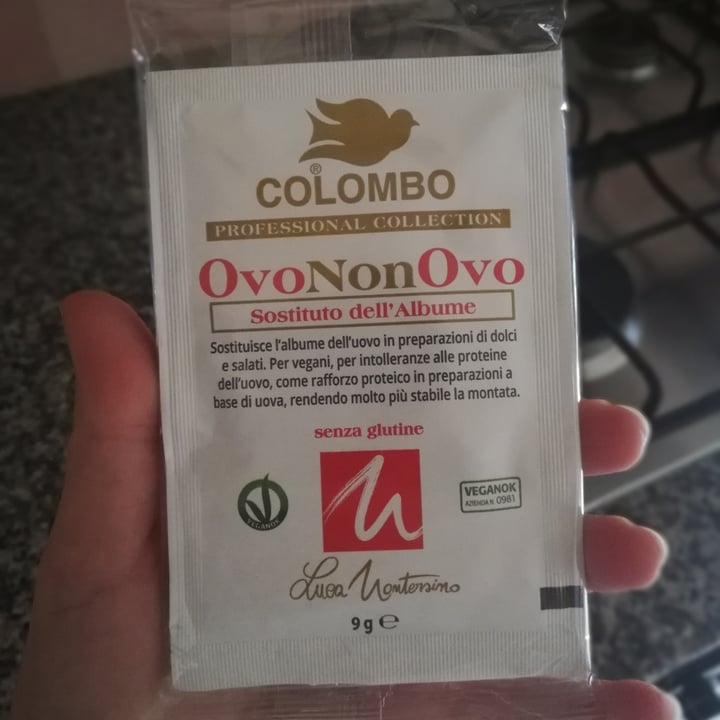 ®
COLOMBO
PROFESSIONAL COLLECTION
OvoNonOvo
Sostituto dell'Albume
Sostituisce l'albume dell'uovo in preparazioni di dolci
e salati. Per vegani, per intolleranze alle proteine
dell'uovo, come rafforzo proteico in preparazioni a
base di uova, rendendo molto più stabile la montata.
senza glutine
VEGANOK
VEGANOK
AZIENDA N. 0981
Luca Montersino
9 g ℮